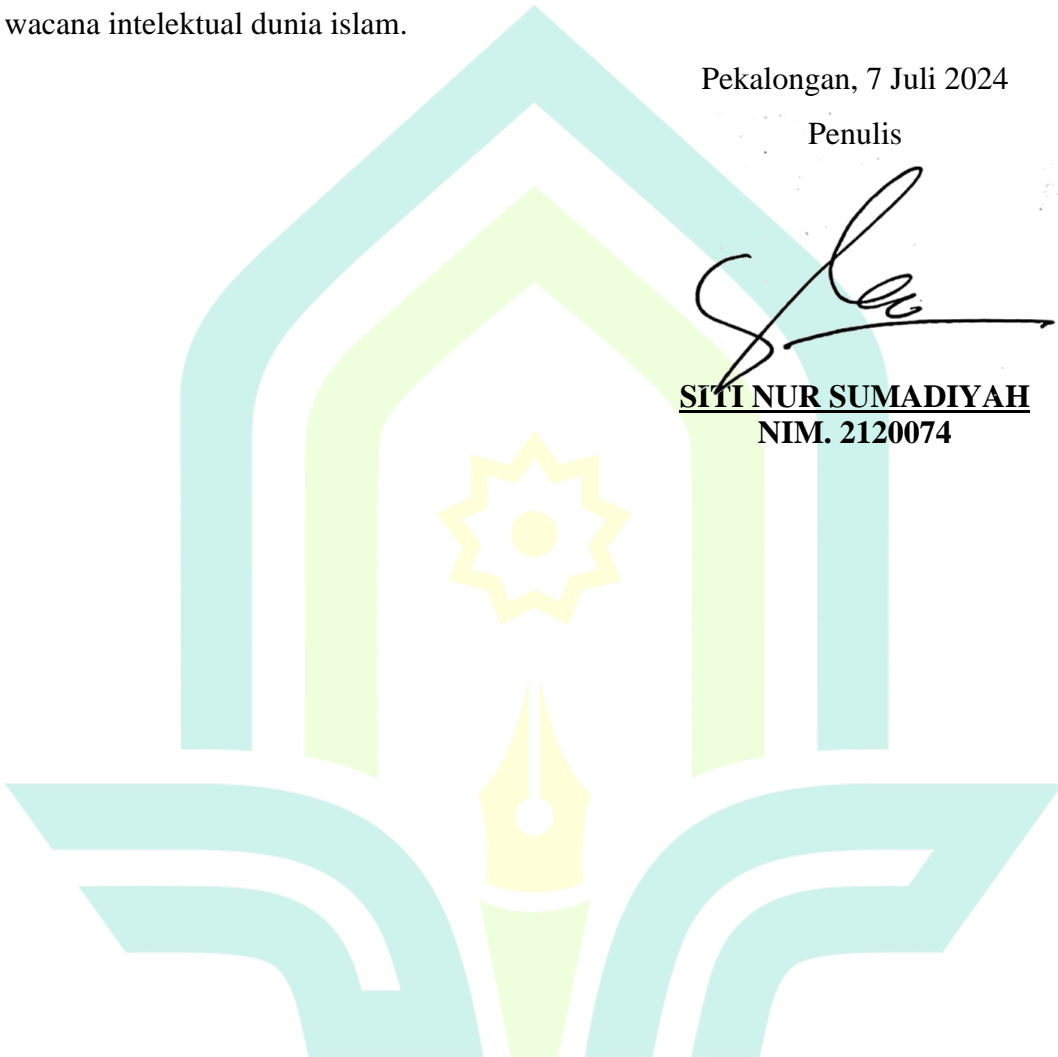 wacana intelektual dunia islam.
Pekalongan, 7 Juli 2024
Penulis
SITI NUR SUMADIYAH
NIM. 2120074